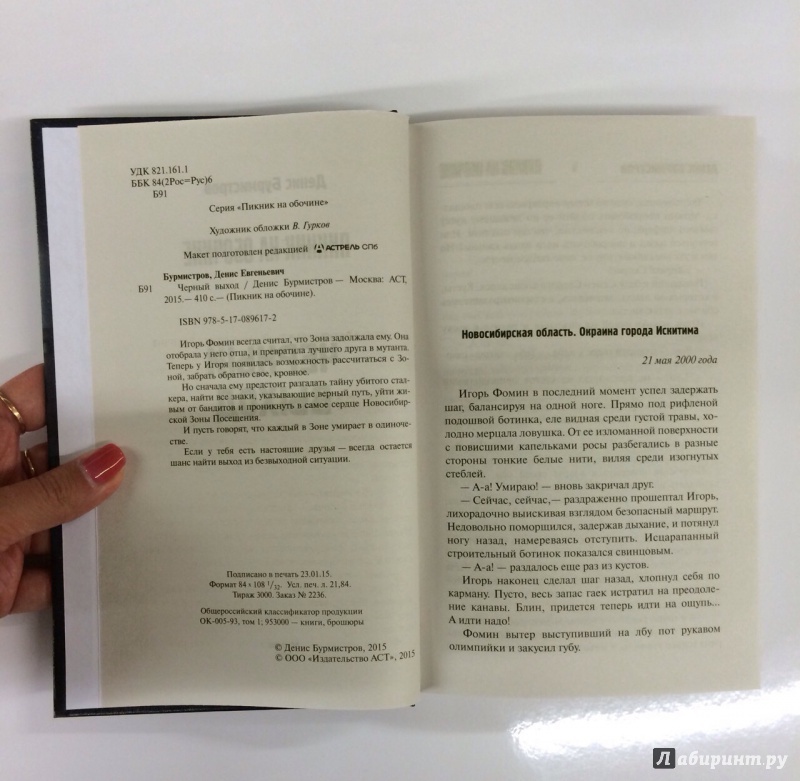 УДК 821.161.1
ББК 84(2Рос=Рус)6
Б91
Серия «Пикник на обочине»
Художник обложки В. Гурков
Макет подготовлен редакцией АСТРЕЛЬ СПб
Бурмистров, Денис Евгеньевич
Б91 Черный выход / Денис Бурмистров — Москва: АСТ,
2015.— 410 с.— (Пикник на обочине).
ISBN 978-5-17-089617-2
Игорь Фомин всегда считал, что Зона задолжала ему. Она
отобрала у него отца, и превратила лучшего друга в мутанта.
Теперь у Игоря появилась возможность рассчитаться с Зо-
ной, забрать обратно свое, кровное.
Но сначала ему предстоит разгадать тайну убитого стал-
кера, найти все знаки, указывающие верный путь, уйти жи-
вым от бандитов и проникнуть в самое сердце Новосибир-
ской Зоны Посещения.
И пусть говорят, что каждый в Зоне умирает в одиноче-
стве.
Если у тебя есть настоящие друзья — всегда остается
шанс найти выход из безвыходной ситуации.
Подписано в печать 23.01.15.
Формат 84 × 108 1/32. Усл. печ. л. 21,84.
Тираж 3000. Заказ № 2236.
Общероссийский классификатор продукции
ОК-005-93, том 1; 953000 — книги, брошюры
© Денис Бурмистров, 2015
© ООО «Издательство АСТ», 2015
Новосибирская область. Окраина города Искитима
21 мая 2000 года
Игорь Фомин в последний момент успел задержать
шаг, балансируя на одной ноге. Прямо под рифленой
подошвой ботинка, еле видная среди густой травы, хо-
лодно мерцала ловушка. От ее изломанной поверхности
с повисшими капельками росы разбегались в разные
стороны тонкие белые нити, виляя среди изогнутых
стеблей.
— А-а! Умираю! — вновь закричал друг.
— Сейчас, сейчас,— раздраженно прошептал Игорь,
лихорадочно выискивая взглядом безопасный маршрут.
Недовольно поморщился, задержав дыхание, и потянул
ногу назад, намереваясь отступить. Исцарапанный
строительный ботинок показался свинцовым.
— А-а! — раздалось еще раз из кустов.
Игорь наконец сделал шаг назад, хлопнул себя по
карману. Пусто, весь запас гаек истратил на преодоле-
ние канавы. Блин, придется теперь идти на ощупь...
А идти надо!
Фомин вытер выступивший на лбу пот рукавом
олимпийки и закусил губу.
Лабиринт.ру